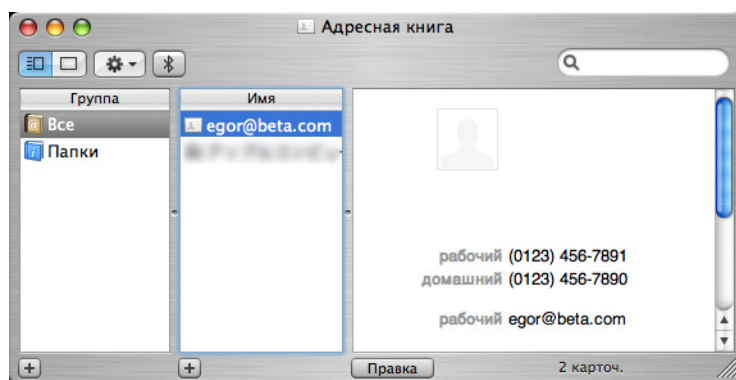 Адресная книга
Группа
Имя
Все
egor@beta.com
Папки
рабочий (0123) 456-7891
домашний (0123) 456-7890
рабочий egor@beta.com
Правка
2 карточ.